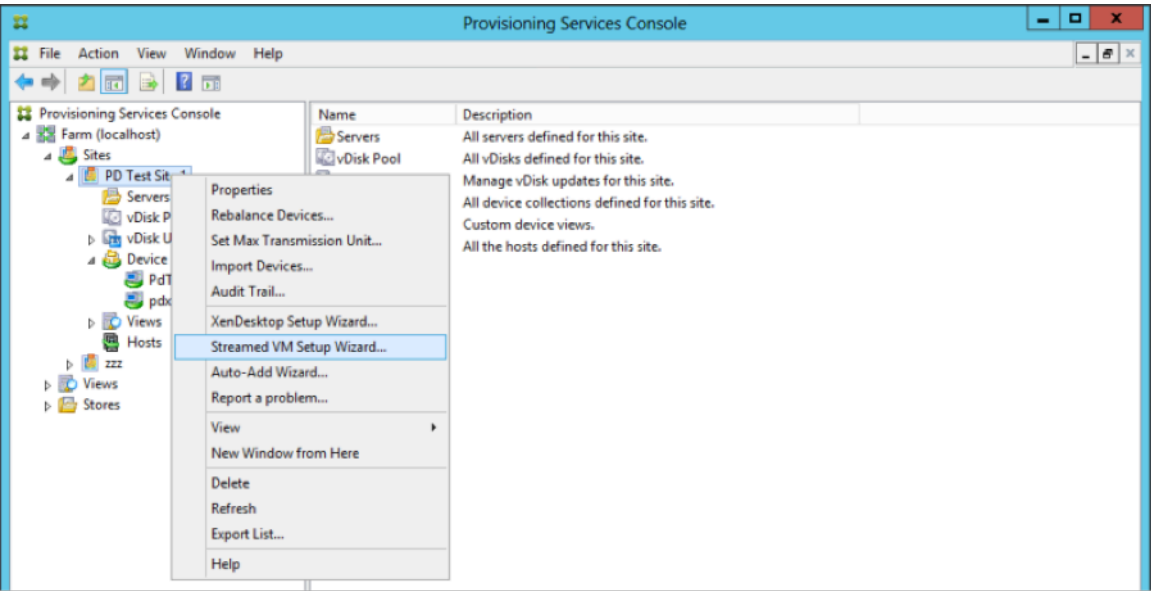 Provisioning Services Console
File Action View Window Help
Provisioning Services Console
Farm (localhost)
Sites
PD Test Site 1
Servers
vDisk P
vDisk U
Device
PdT
pdx
Views
Hosts
zzz
Views
Stores
Name Description
Servers All servers defined for this site.
vDisk Pool All vDisks defined for this site.
Manage vDisk updates for this site.
All device collections defined for this site.
Custom device views.
All the hosts defined for this site.
Properties
Rebalance Devices...
Set Max Transmission Unit...
Import Devices...
Audit Trail...
XenDesktop Setup Wizard...
Streamed VM Setup Wizard...
Auto-Add Wizard...
Report a problem...
View
New Window from Here
Delete
Refresh
Export List...
Help